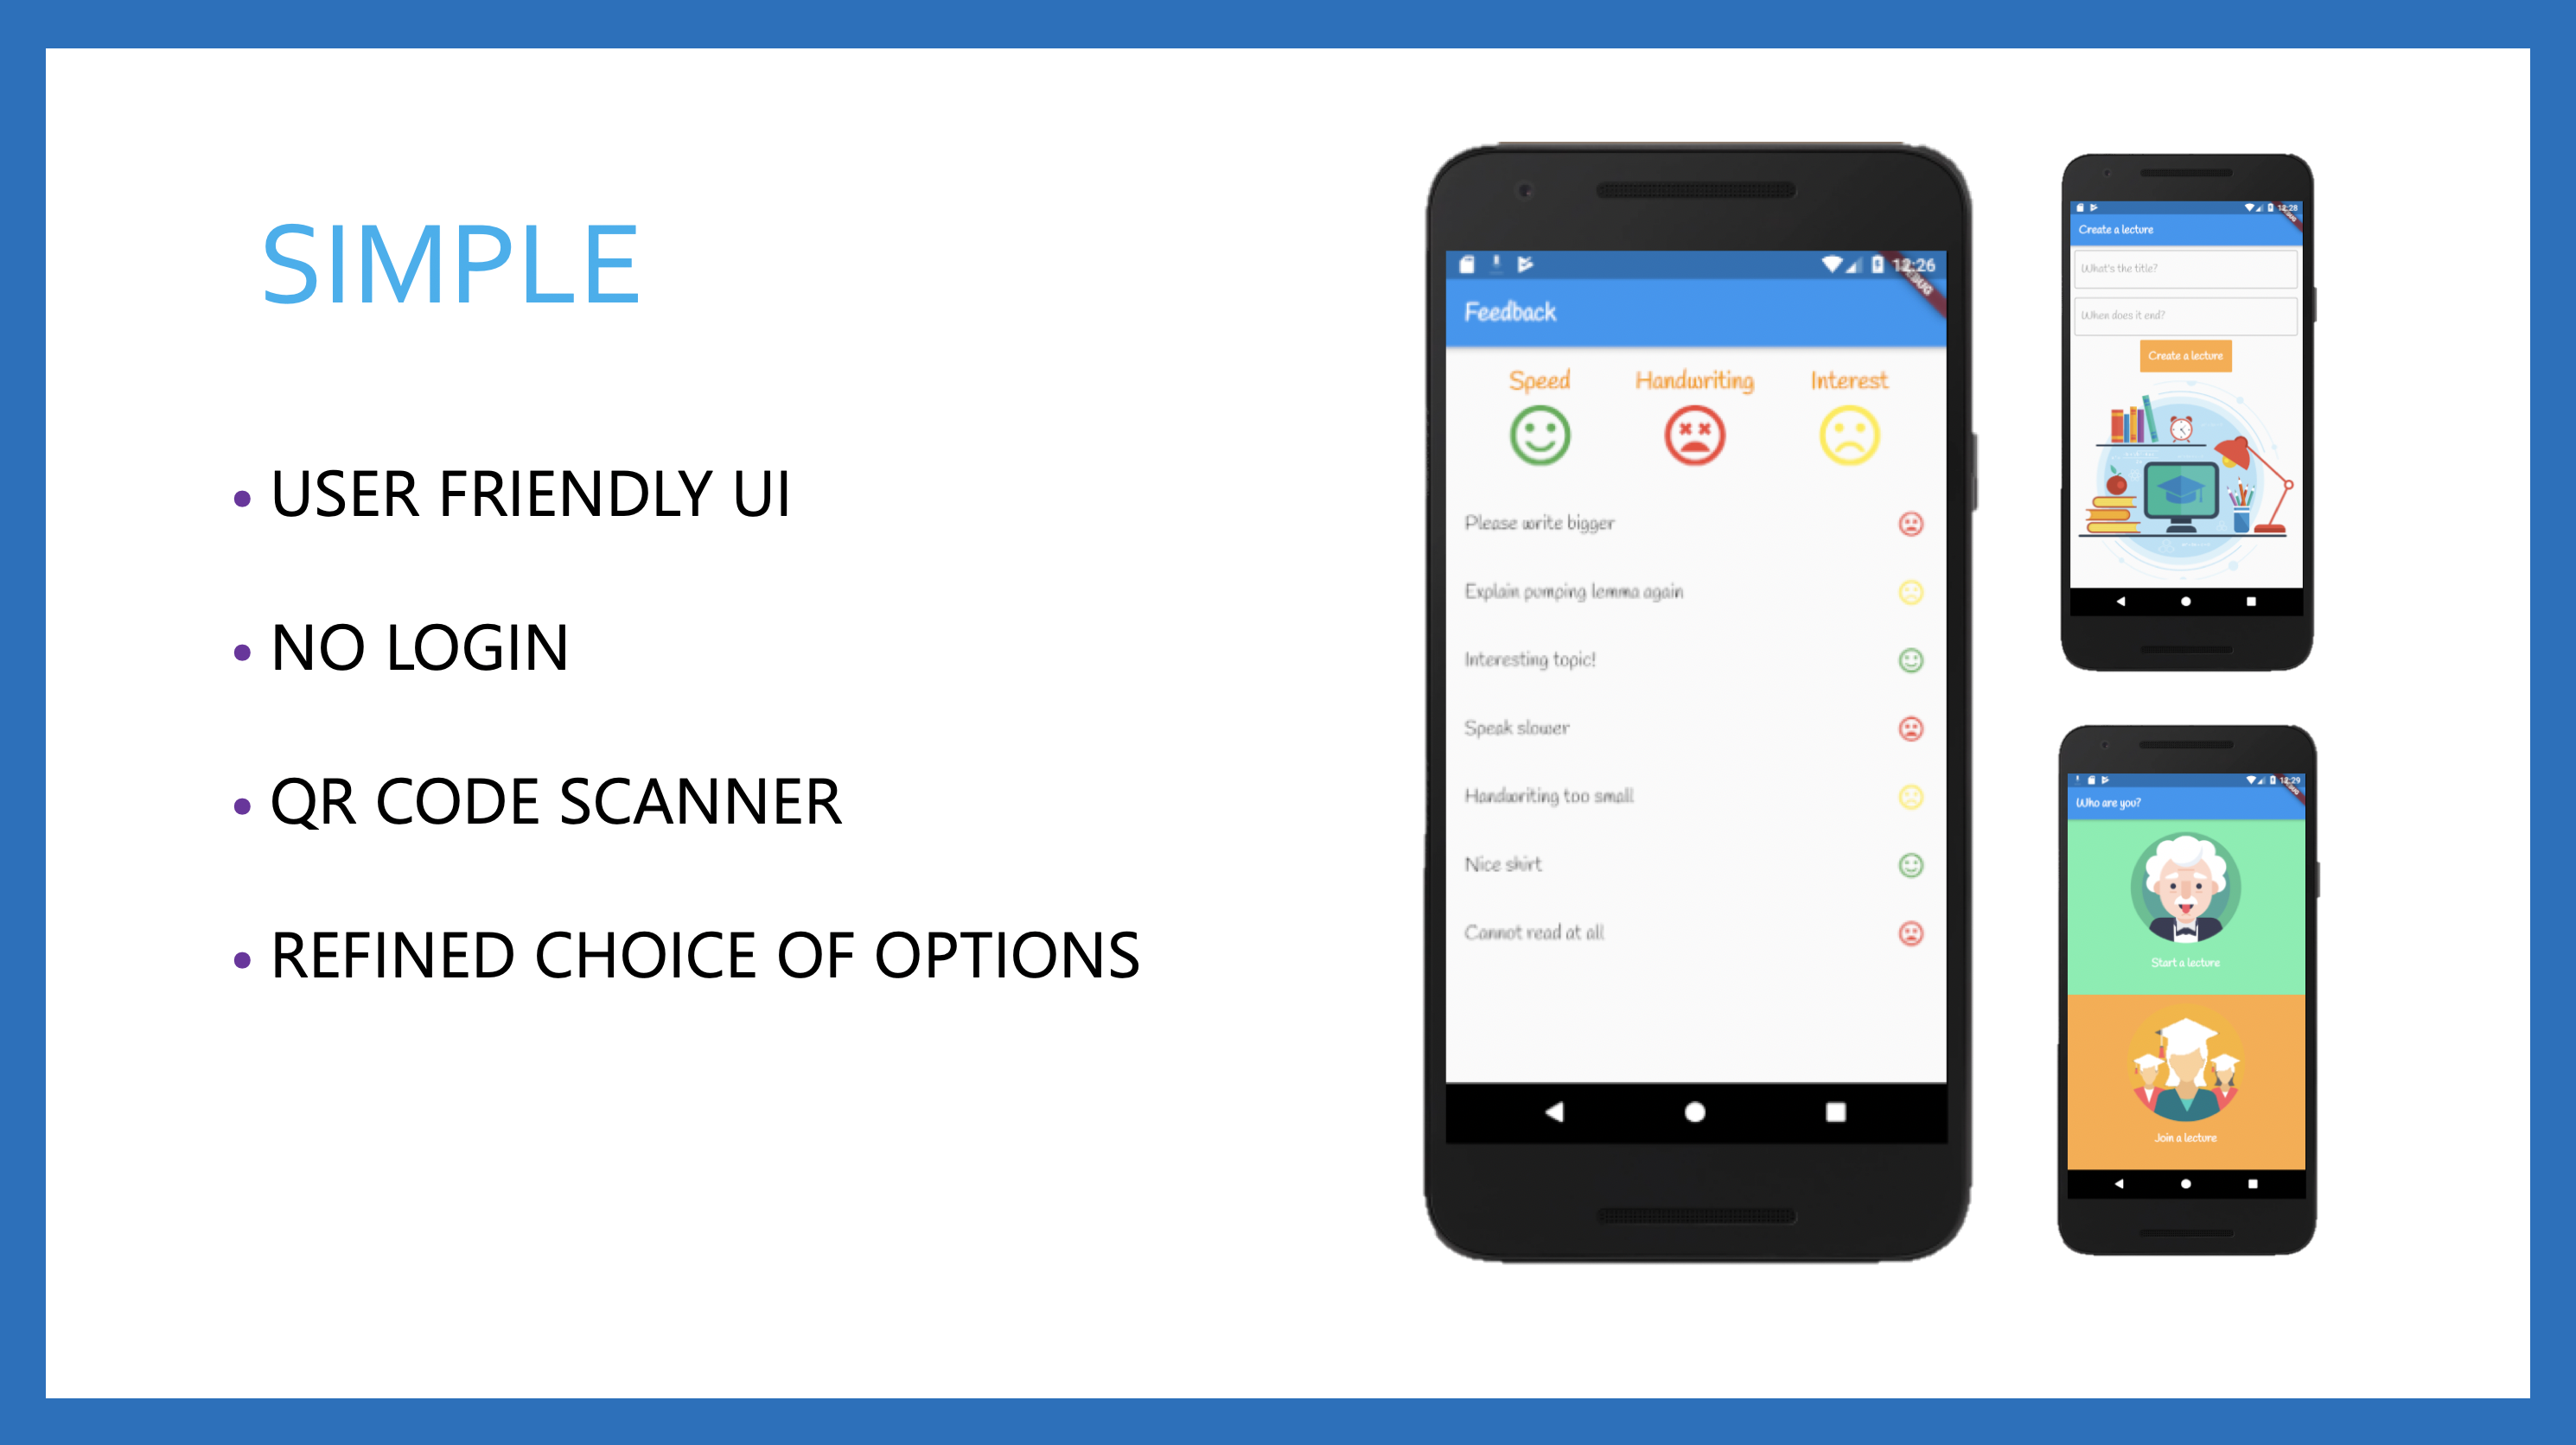 SIMPLE
• USER FRIENDLY UI
• NO LOGIN
• QR CODE SCANNER
• REFINED CHOICE OF OPTIONS
12:26
Feedback
Speed Handwriting Interest
Please write bigger
Explain pumping lemma again
Interesting topic!
Speak slower
Handwriting too small
Nice shirt
Cannot read at all
12:28
Create a lecture
What's the title?
When does it end?
Create a lecture
12:29
Who are you?
Start a lecture
Join a lecture